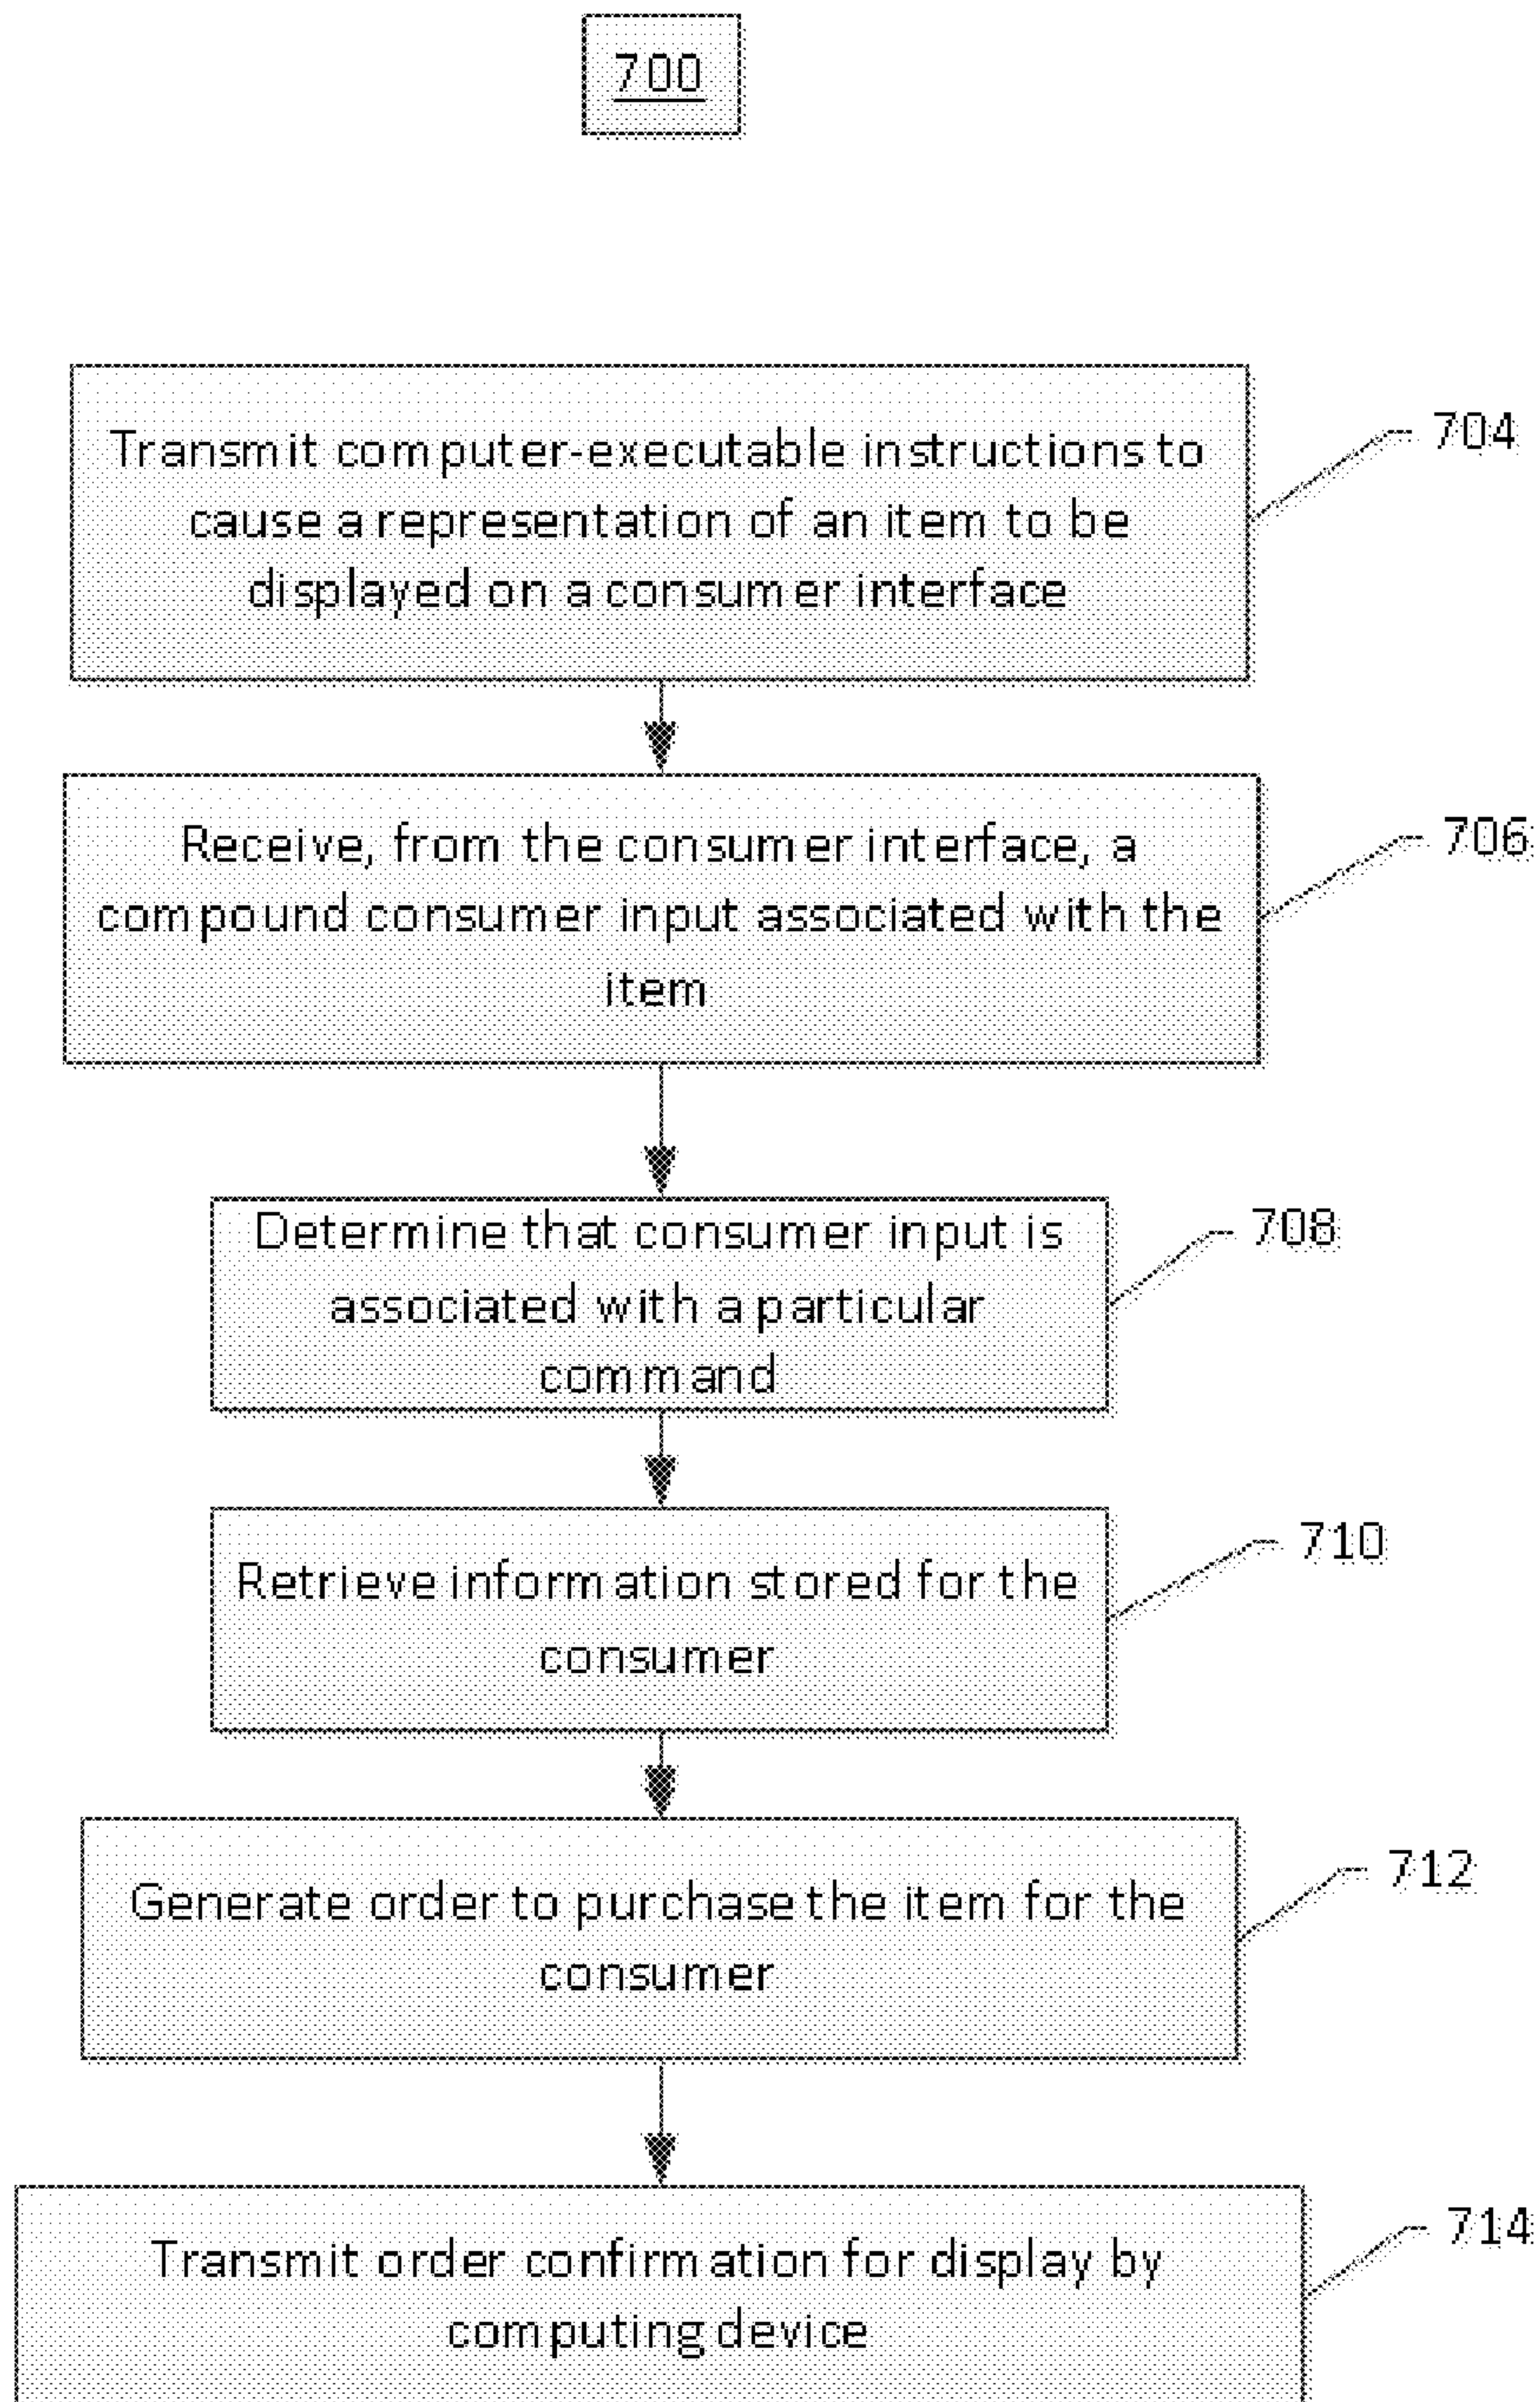 700
Transmit computer-executable instructions to
cause a representation of an item to be
displayed on a consumer interface
704
Receive, from the consumer interface, a
compound consumer input associated with the
item
706
Determine that consumer input is
associated with a particular
command
708
Retrieve information stored for the
consumer
710
Generate order to purchase the item for the
consumer
712
Transmit order confirmation for display by
computing device
714